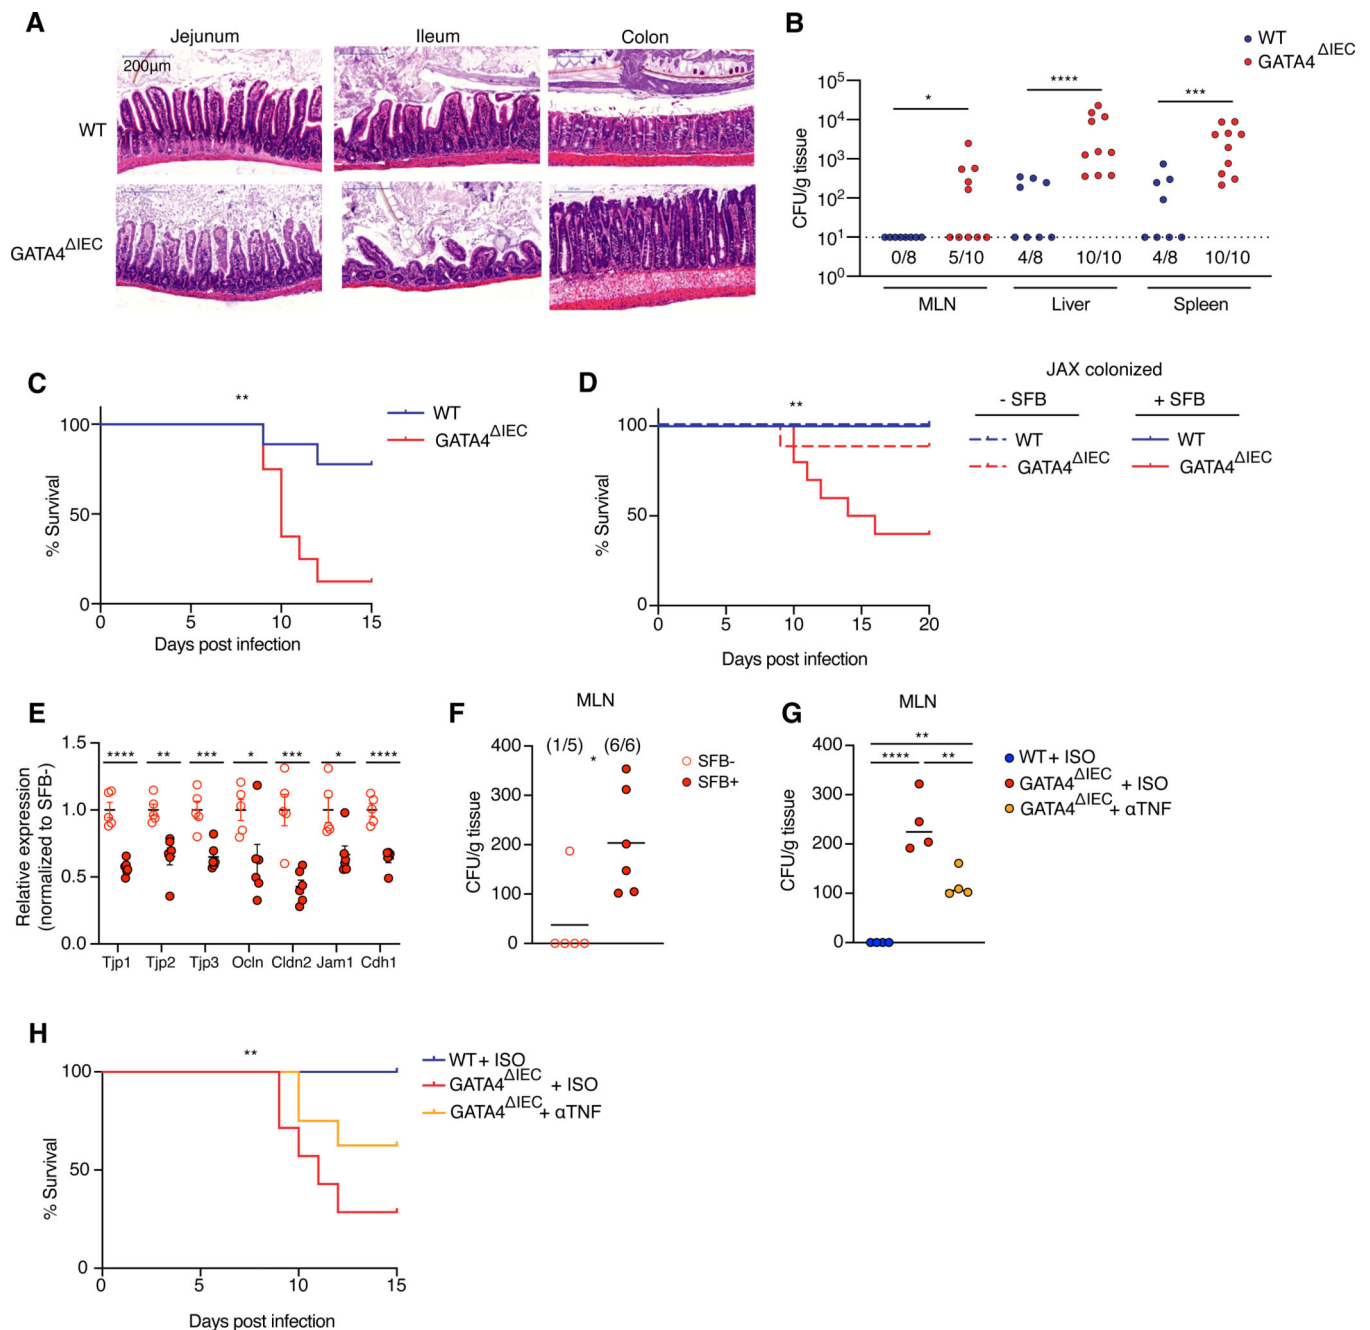 A
Jejunum
Ileum
Colon
200µm
WT
GATA4ΔIEC
B
WT
GATA4ΔIEC
CFU/g tissue
10⁵
10⁴
10³
10²
10¹
10⁰
*
****
***
0/8
5/10
4/8
10/10
4/8
10/10
MLN
Liver
Spleen
C
**
WT
GATA4ΔIEC
% Survival
100
50
0
0
5
10
15
Days post infection
D
**
JAX colonized
- SFB
+ SFB
WT
WT
GATA4ΔIEC
GATA4ΔIEC
% Survival
100
50
0
0
5
10
15
20
Days post infection
E
Relative expression
(normalized to SFB-)
1.5
1.0
0.5
0.0
****
**
***
*
***
*
****
Tjp1
Tjp2
Tjp3
Ocln
Cldn2
Jam1
Cdh1
F
MLN
(1/5)
*
(6/6)
SFB-
SFB+
CFU/g tissue
400
300
200
100
0
G
MLN
**
****
**
WT + ISO
GATA4ΔIEC + ISO
GATA4ΔIEC + αTNF
CFU/g tissue
400
300
200
100
0
H
**
WT + ISO
GATA4ΔIEC + ISO
GATA4ΔIEC + αTNF
% Survival
100
50
0
0
5
10
15
Days post infection